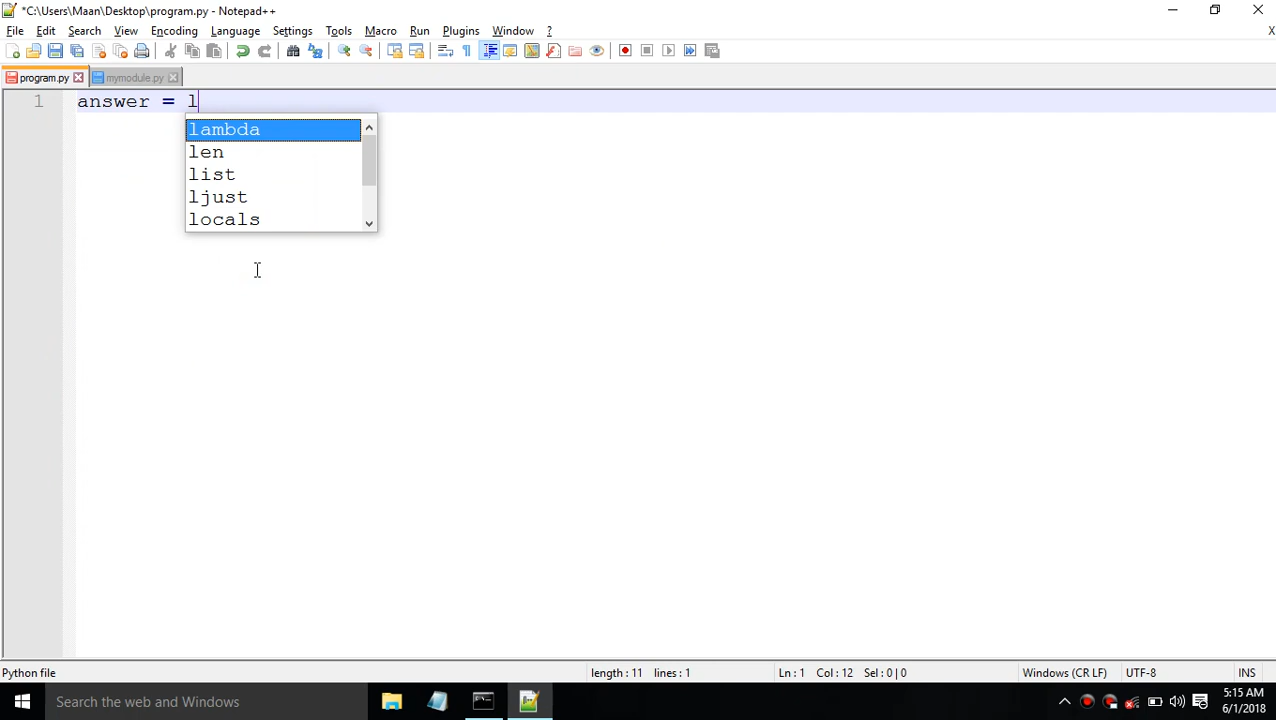 *C:\Users\Maan\Desktop\program.py - Notepad++
File Edit Search View Encoding Language Settings Tools Macro Run Plugins Window ? X
program.py mymodule.py
1 answer = l
lambda
len
list
ljust
locals
Python file length : 11 lines : 1 Ln : 1 Col : 12 Sel : 0 | 0 Windows (CR LF) UTF-8 INS
Search the web and Windows
5:15 AM
6/1/2018